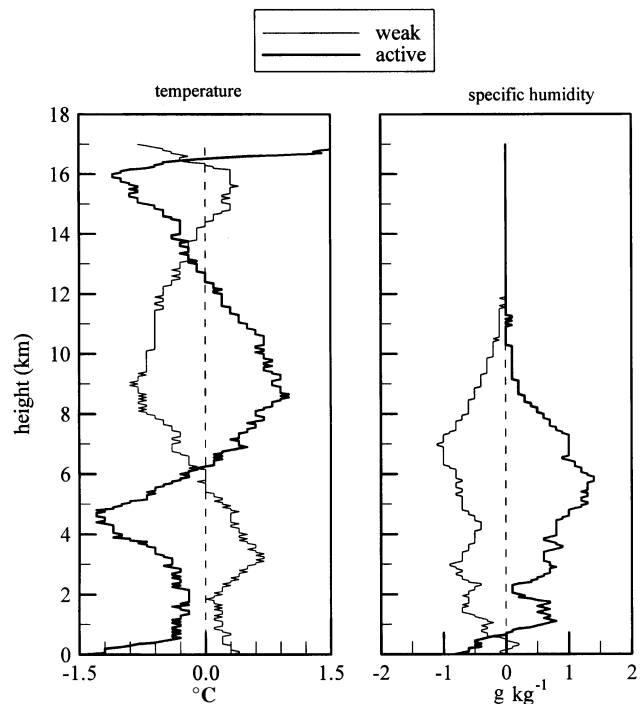 weak
active
temperature
specific humidity
18
16
14
12
10
8
6
4
2
0
height (km)
-1.5 0.0 1.5
°C
-2 -1 0 1 2
g kg-1